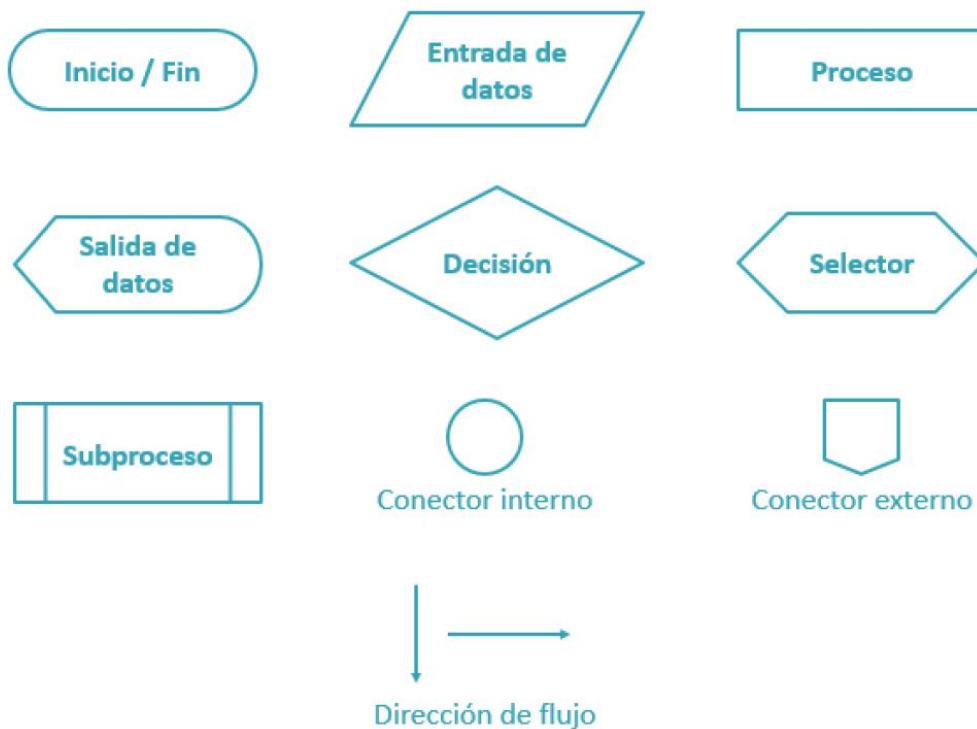 Inicio / Fin
Entrada de
datos
Proceso
Salida de
datos
Decisión
Selector
Subproceso
Conector interno
Conector externo
Dirección de flujo